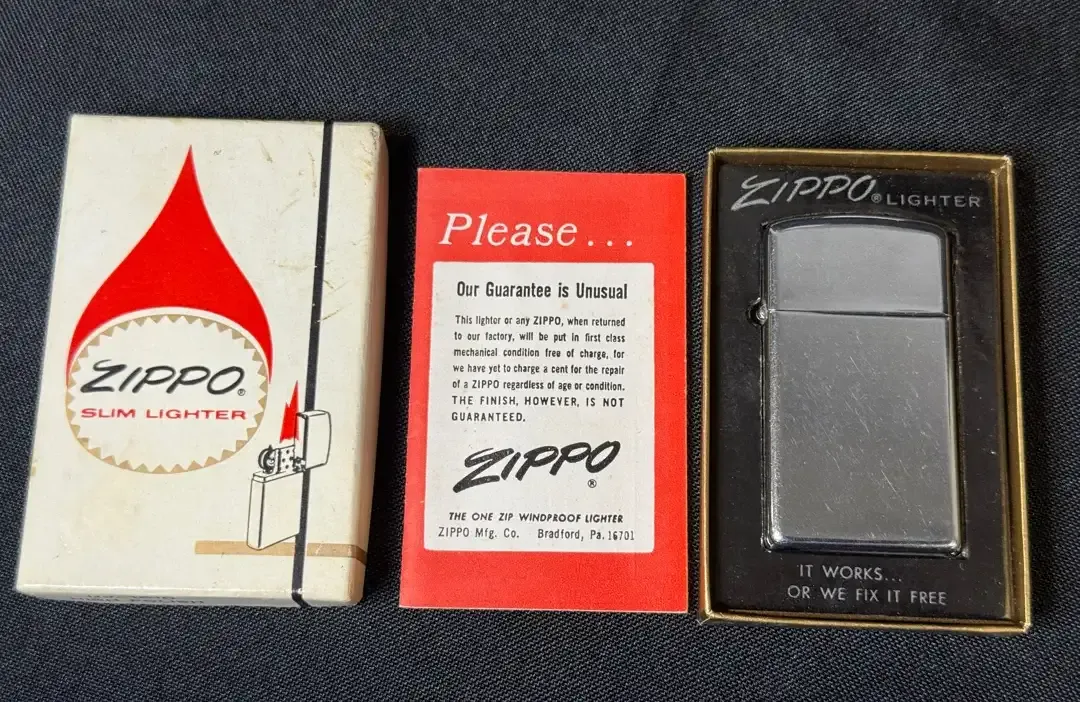 ZIPPO®
SLIM LIGHTER
Please...
Our Guarantee is Unusual
This lighter or any ZIPPO, when returned
to our factory, will be put in first class
mechanical condition free of charge, for
we have yet to charge a cent for the repair
of a ZIPPO regardless of age or condition.
THE FINISH, HOWEVER, IS NOT
GUARANTEED.
ZIPPO
®
THE ONE ZIP WINDPROOF LIGHTER
ZIPPO Mfg. Co. Bradford, Pa. 16701
ZIPPO® LIGHTER
IT WORKS...
OR WE FIX IT FREE